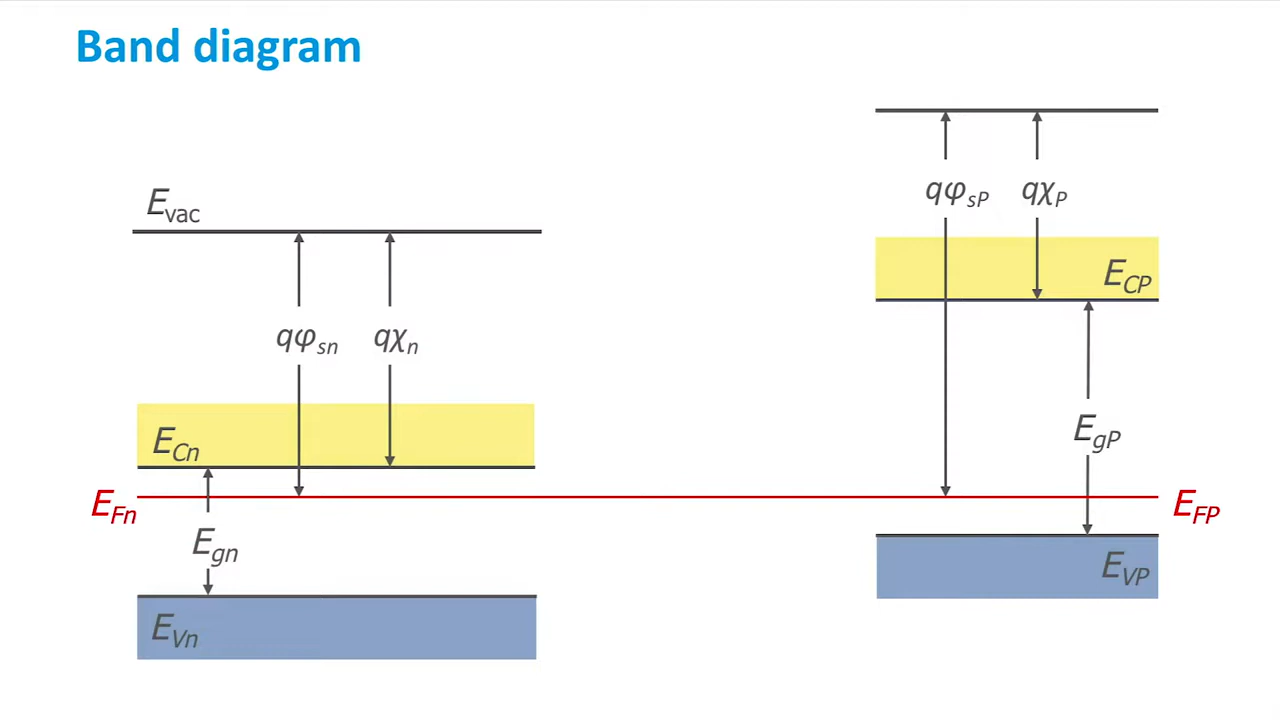 Band diagram
E_vac
qφ_sP qχ_P
E_CP
qφ_sn qχ_n
E_Cn
E_gP
E_Fn E_FP
E_gn
E_VP
E_Vn